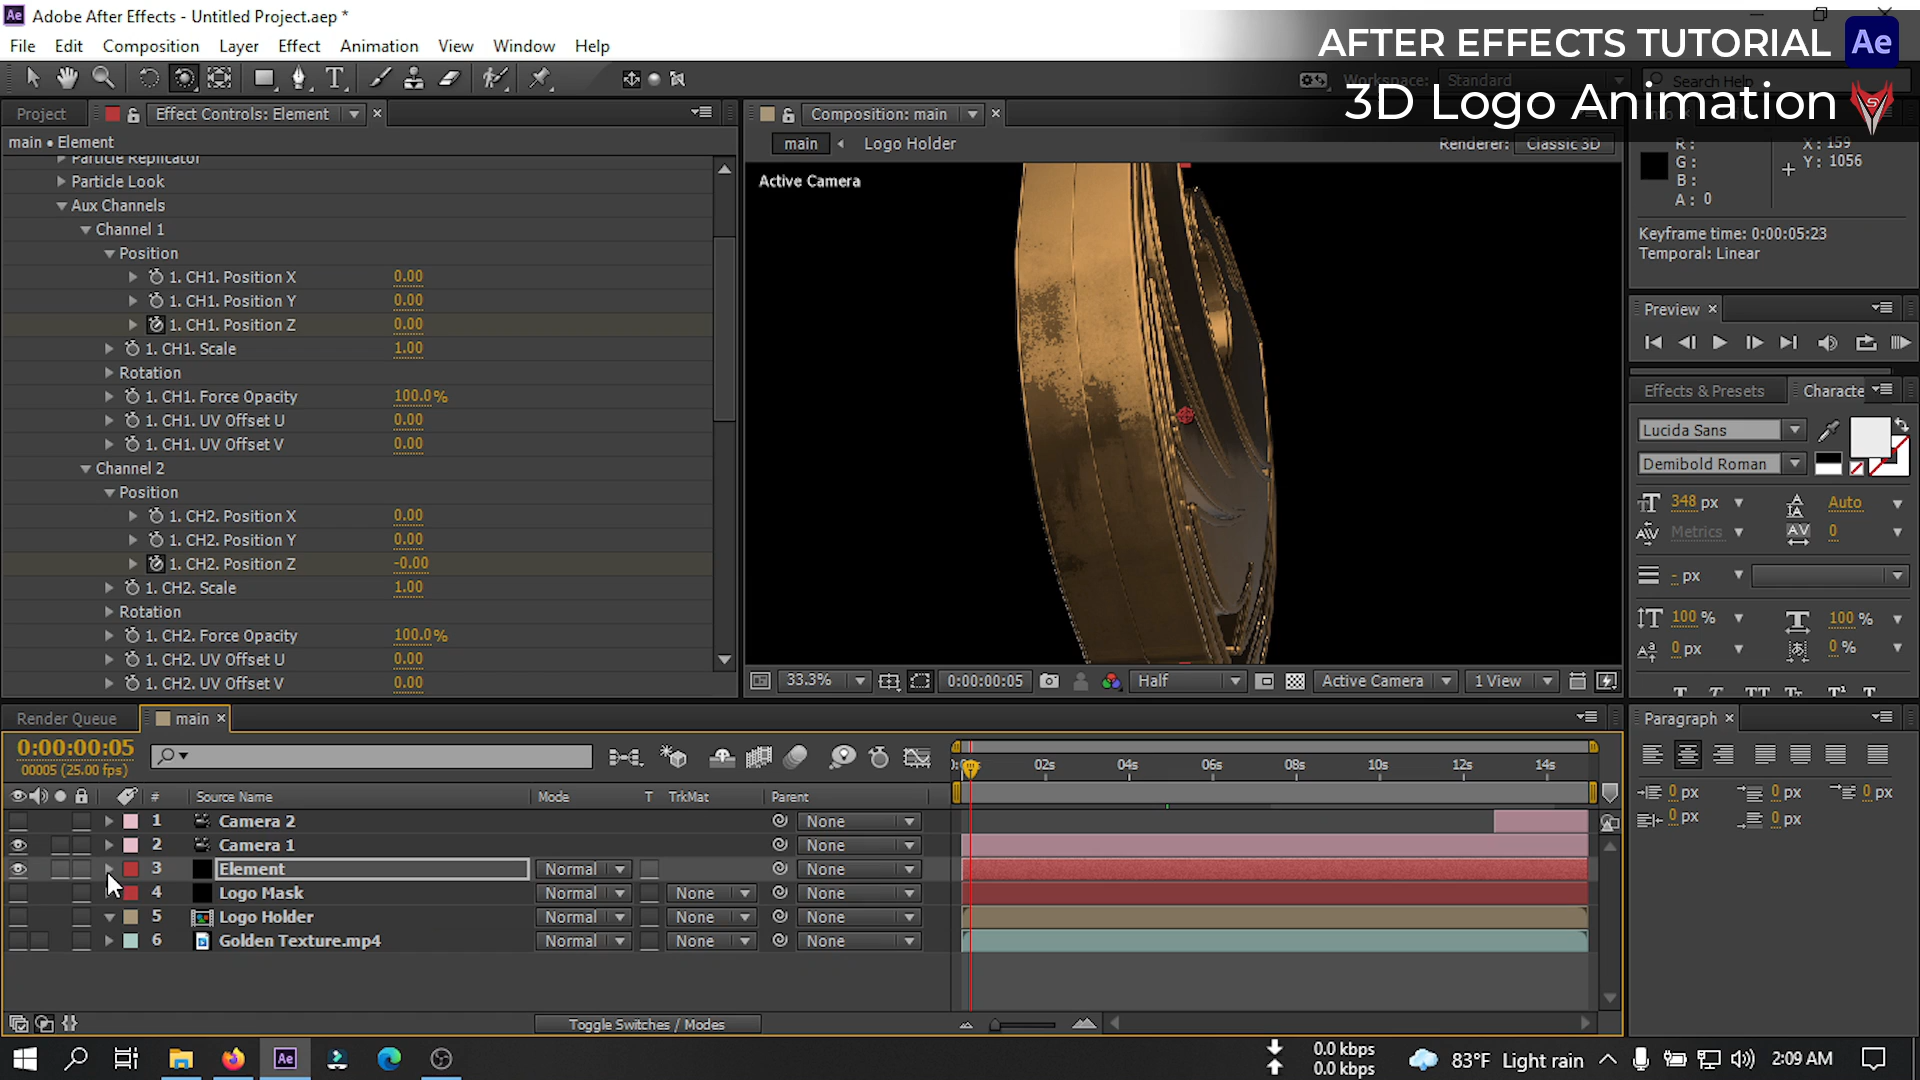 Ae Adobe After Effects - Untitled Project.aep *
File Edit Composition Layer Effect Animation View Window Help
AFTER EFFECTS TUTORIAL Ae
3D Logo Animation
Workspace: Standard Search Help
Project Effect Controls: Element Composition: main
main • Element main Logo Holder Renderer: Classic 3D
R: X: 159
G: Y: 1056
B:
A: 0
Keyframe time: 0:00:05:23
Temporal: Linear
Particle Replicator
Particle Look
Aux Channels
Channel 1
Position
1. CH1. Position X 0.00
1. CH1. Position Y 0.00
1. CH1. Position Z 0.00
1. CH1. Scale 1.00
Rotation
1. CH1. Force Opacity 100.0%
1. CH1. UV Offset U 0.00
1. CH1. UV Offset V 0.00
Channel 2
Position
1. CH2. Position X 0.00
1. CH2. Position Y 0.00
1. CH2. Position Z -0.00
1. CH2. Scale 1.00
Rotation
1. CH2. Force Opacity 100.0%
1. CH2. UV Offset U 0.00
1. CH2. UV Offset V 0.00
Active Camera
33.3% 0:00:00:05 Half Active Camera 1 View
Preview
Effects & Presets Characte
Lucida Sans
Demibold Roman
348 px Auto
Metrics 0
- px
100 % 100 %
0 px 0 %
Paragraph
0 px 0 px 0 px
0 px 0 px
Render Queue main
0:00:00:05
00005 (25.00 fps)
02s 04s 06s 08s 10s 12s 14s
# Source Name Mode T TrkMat Parent
1 Camera 2 None
2 Camera 1 None
3 Element Normal None
4 Logo Mask Normal None None
5 Logo Holder Normal None None
6 Golden Texture.mp4 Normal None None
Toggle Switches / Modes
Ae 0.0 kbps
0.0 kbps
83°F Light rain 2:09 AM